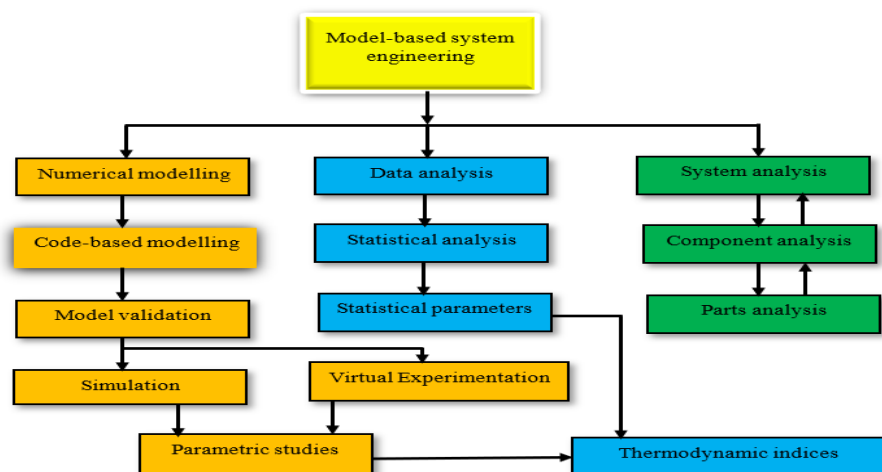 Model-based system
engineering
Numerical modelling
Data analysis
System analysis
Code-based modelling
Statistical analysis
Component analysis
Model validation
Statistical parameters
Parts analysis
Simulation
Virtual Experimentation
Parametric studies
Thermodynamic indices